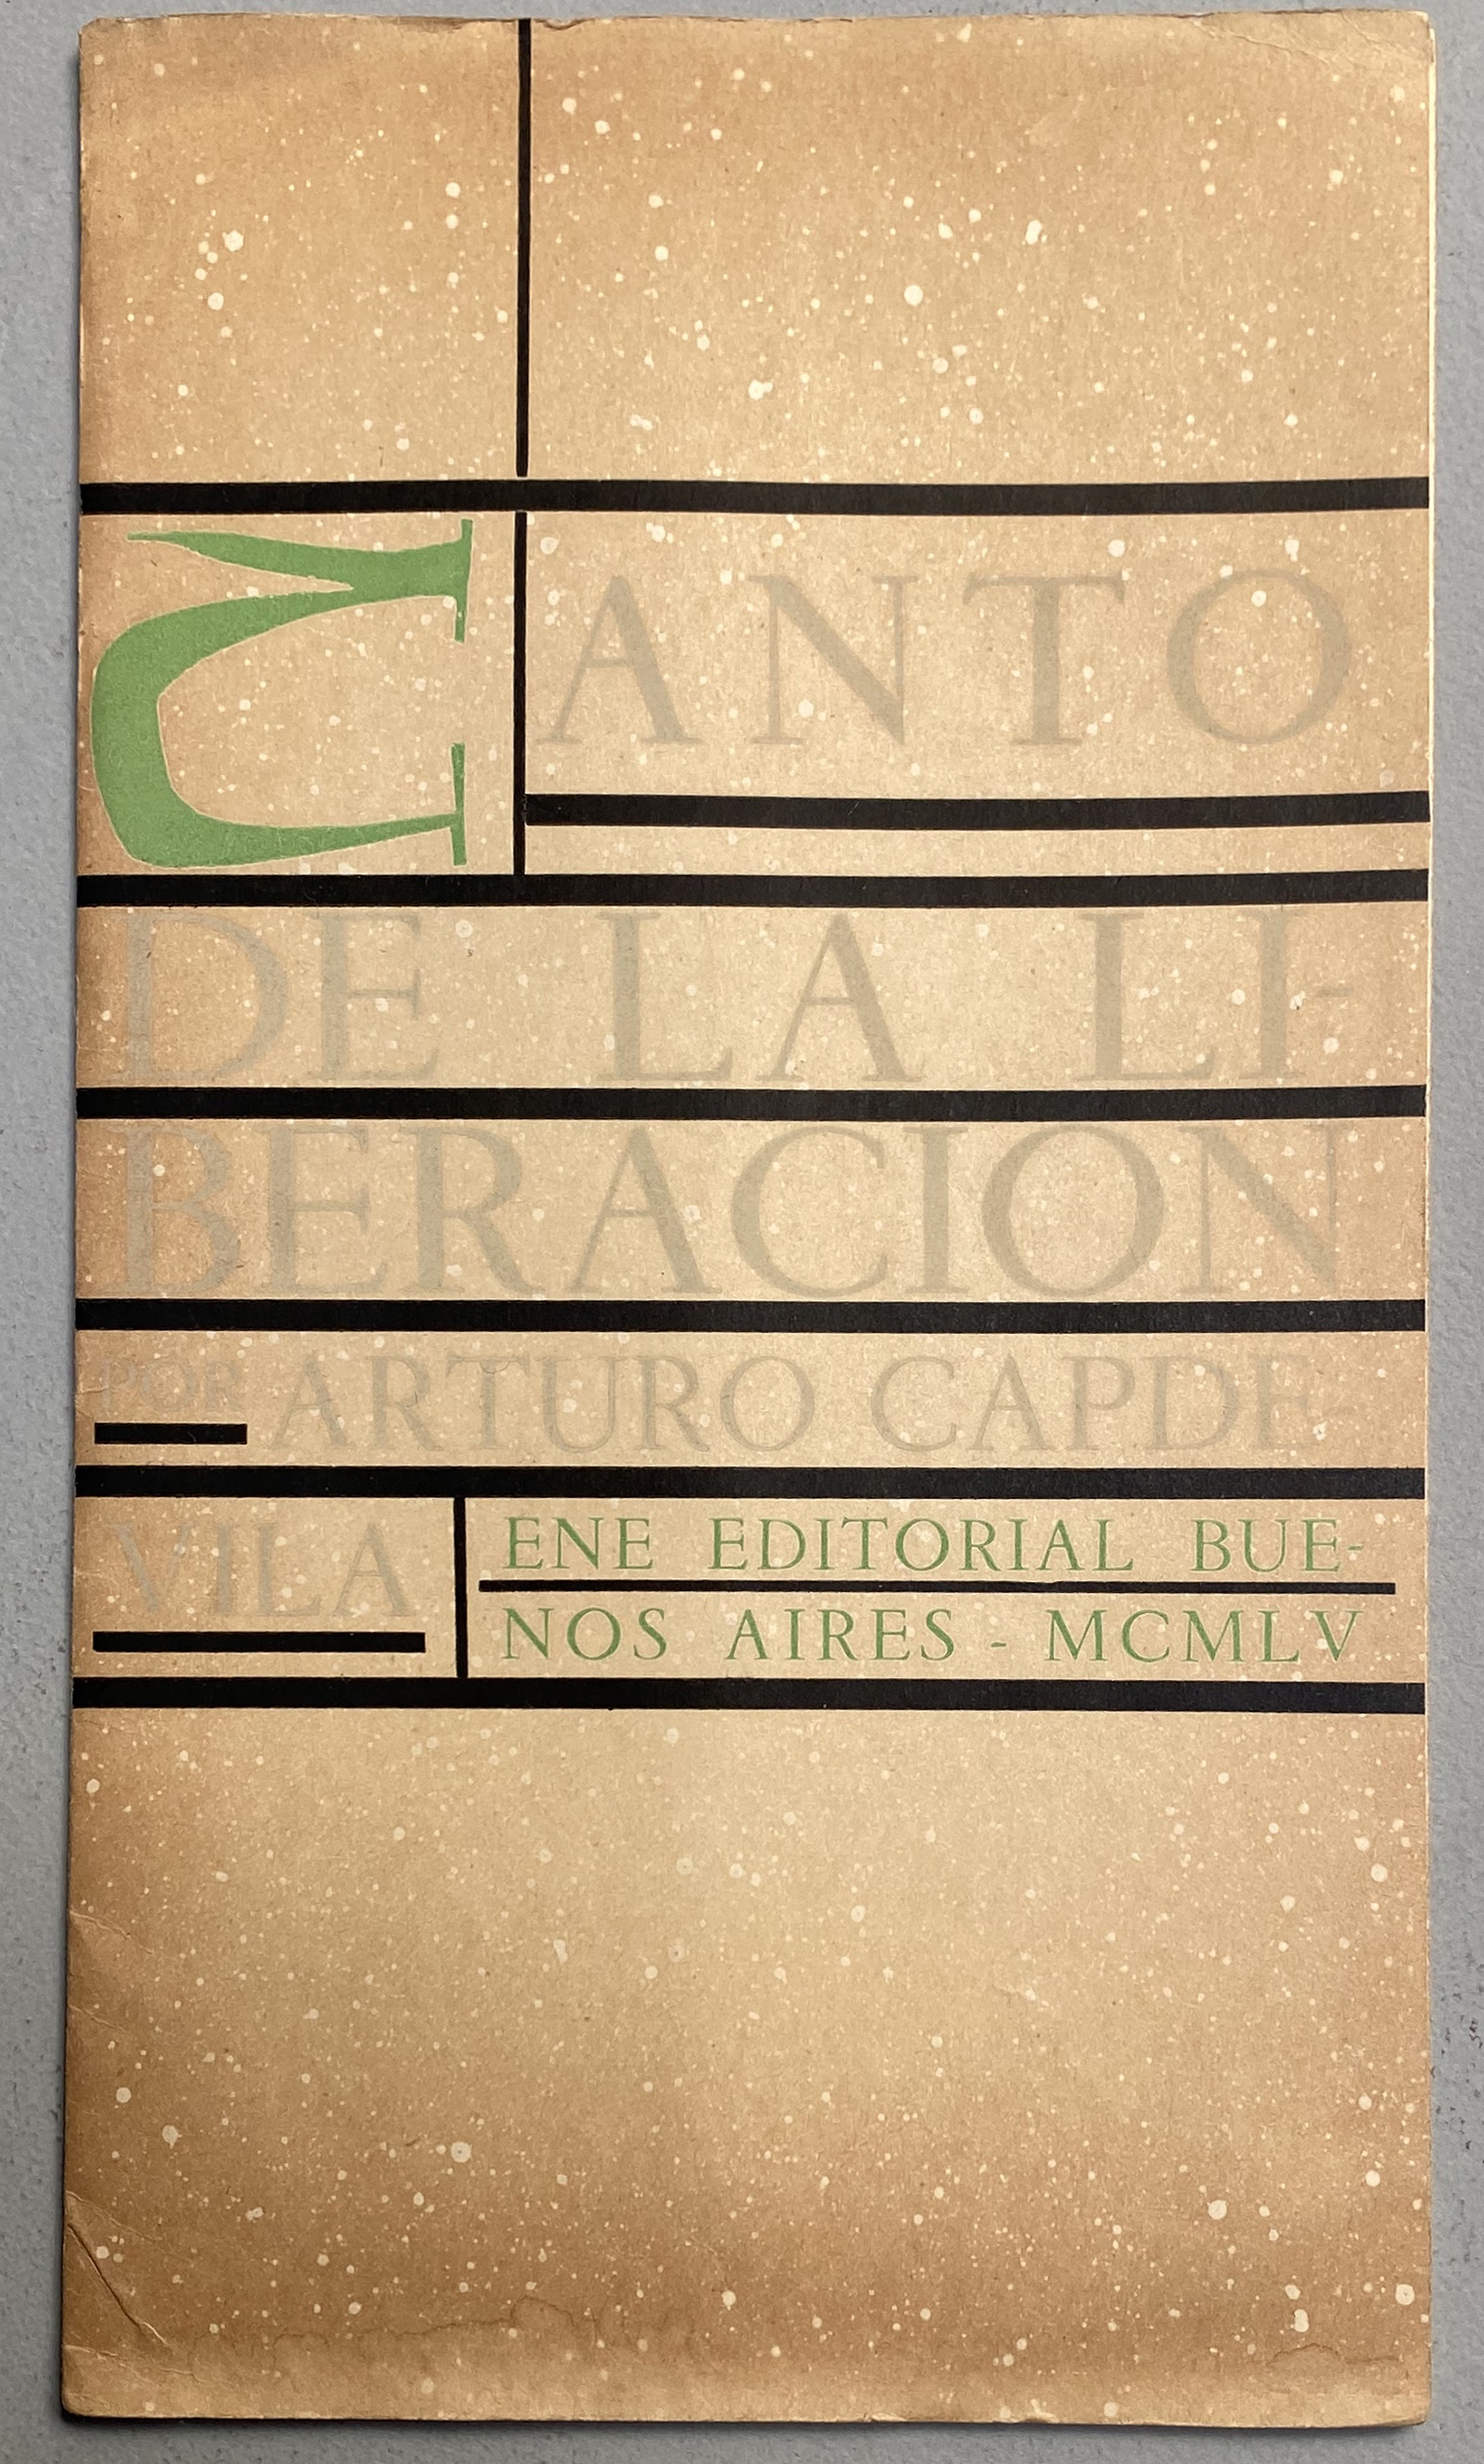 CANTO
DE LA LI-
BERACION
POR ARTURO CAPDE-
VILA
ENE EDITORIAL BUE-
NOS AIRES - MCMLV